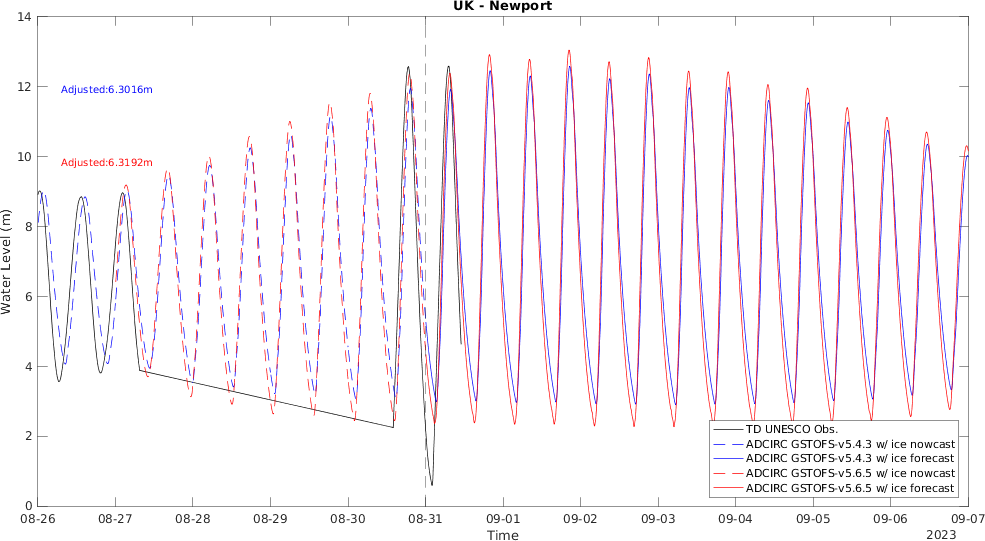 UK - Newport
14
12
10
8
6
4
2
0
Water Level (m)
Adjusted:6.3016m
Adjusted:6.3192m
TD UNESCO Obs.
ADCIRC GSTOFS-v5.4.3 w/ ice nowcast
ADCIRC GSTOFS-v5.4.3 w/ ice forecast
ADCIRC GSTOFS-v5.6.5 w/ ice nowcast
ADCIRC GSTOFS-v5.6.5 w/ ice forecast
08-26 08-27 08-28 08-29 08-30 08-31 09-01 09-02 09-03 09-04 09-05 09-06 09-07
Time
2023